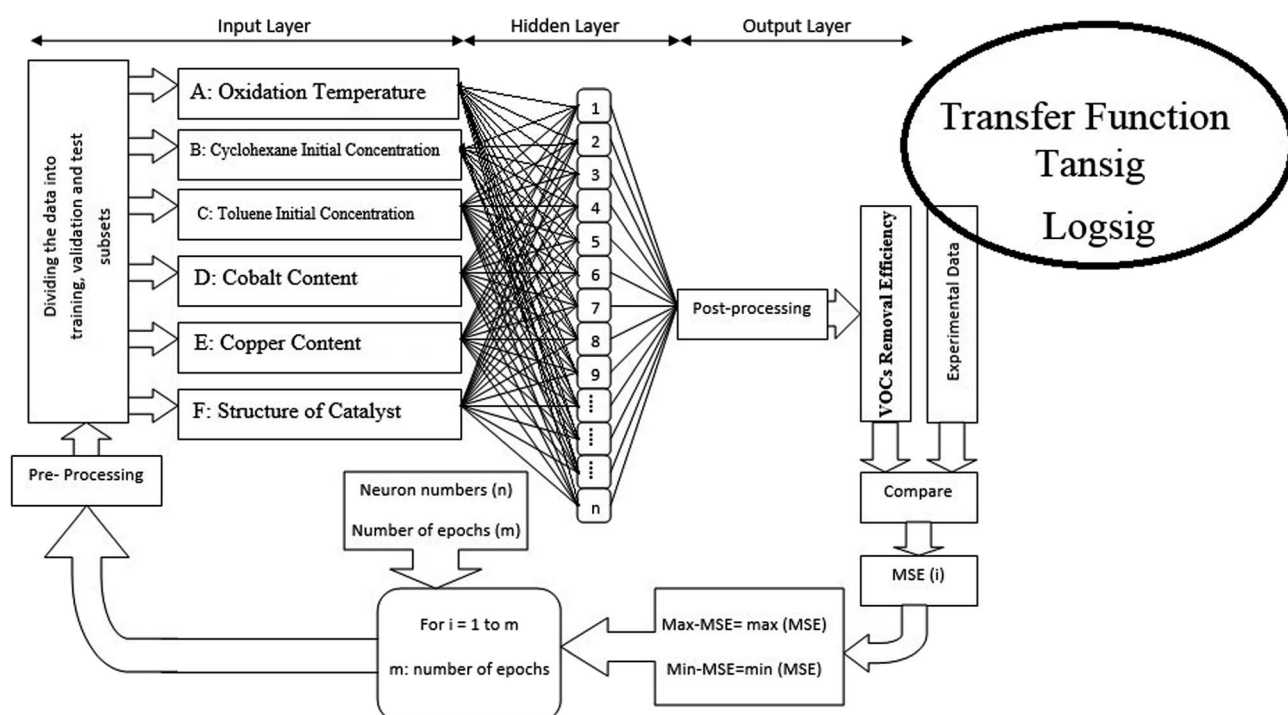 Input Layer
Hidden Layer
Output Layer
Transfer Function
Tansig
Logsig
Dividing the data into
training, validation and test
subsets
A: Oxidation Temperature
B: Cyclohexane Initial Concentration
C: Toluene Initial Concentration
D: Cobalt Content
E: Copper Content
F: Structure of Catalyst
1
2
3
4
5
6
7
8
9
n
Post-processing
VOCs Removal Efficiency
Experimental Data
Pre- Processing
Neuron numbers (n)
Number of epochs (m)
Compare
MSE (i)
For i = 1 to m
m: number of epochs
Max-MSE= max (MSE)
Min-MSE=min (MSE)